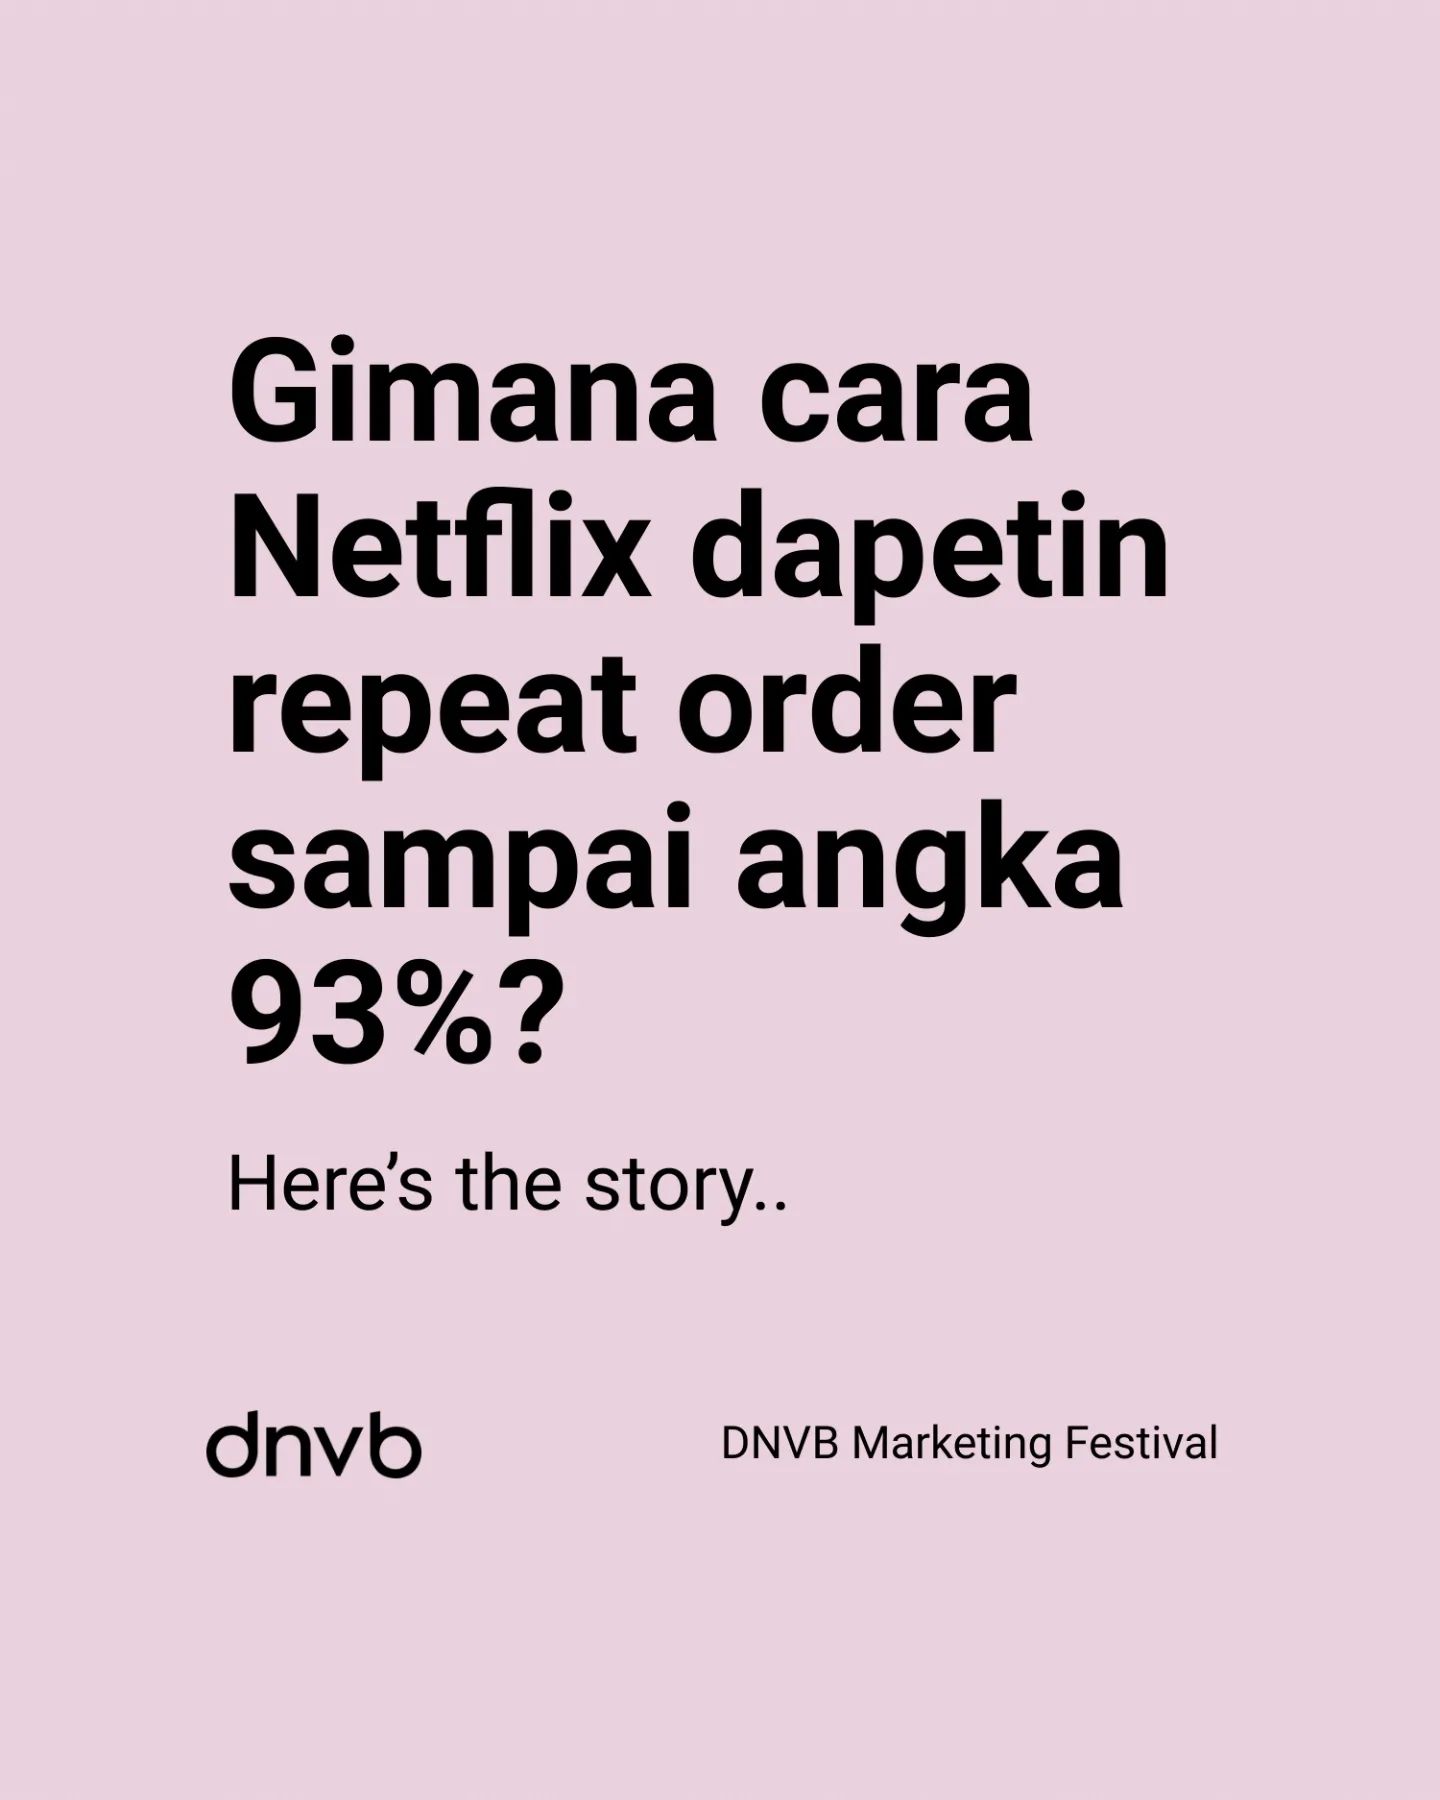 Gimana cara
Netflix dapetin
repeat order
sampai angka
93%?
Here’s the story..
dnvb
DNVB Marketing Festival